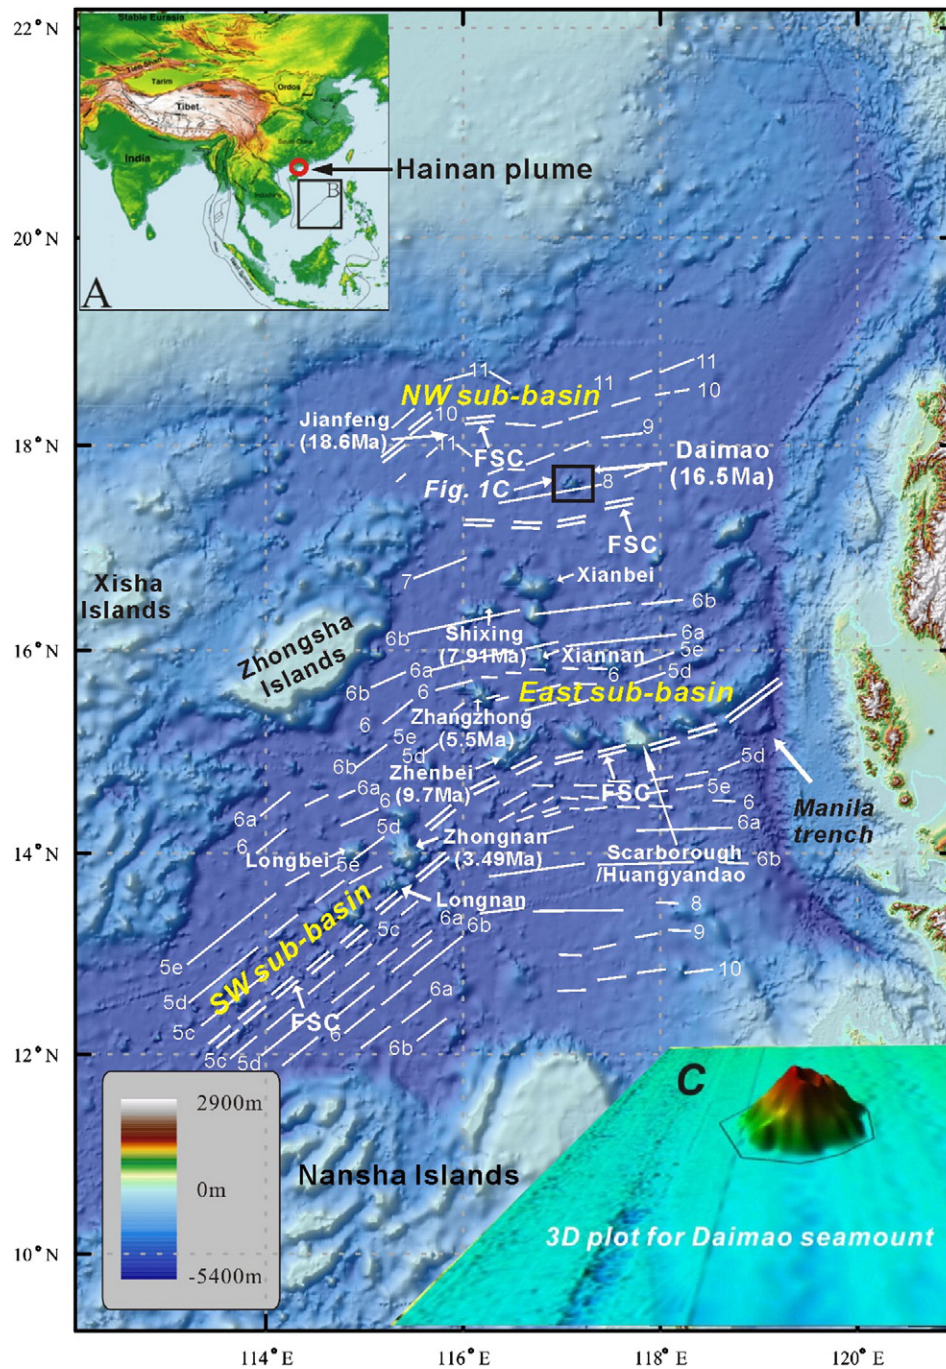 22°N
20°N
18°N
16°N
14°N
12°N
10°N
114°E
116°E
118°E
120°E
Stable Eurasia
Tien Shan
Tarim
Ordos
Tibet
India
South China
Indochina
B
A
Hainan plume
11
11
11
11
NW sub-basin
10
10
Jianfeng
(18.6Ma)
9
FSC
Daimao
(16.5Ma)
Fig. 1C
8
FSC
7
Xianbei
Xisha
Islands
6b
6b
Shixing
(7.91Ma)
6a
Zhongsha
Islands
6a
Xiannan
5e
6
5d
6b
6
East sub-basin
6
Zhangzhong
(5.5Ma)
5e
5d
6b
Zhenbei
(9.7Ma)
5d
FSC
5e
6a
6
6
6a
Manila
trench
6a
5d
Zhongnan
(3.49Ma)
6
Longbei
5e
Scarborough
/Huangyandao
6b
Longnan
SW sub-basin
6a
5c
6b
8
9
5e
10
5d
FSC
6a
5c
6
6b
5c
5d
2900m
0m
-5400m
Nansha Islands
C
3D plot for Daimao seamount